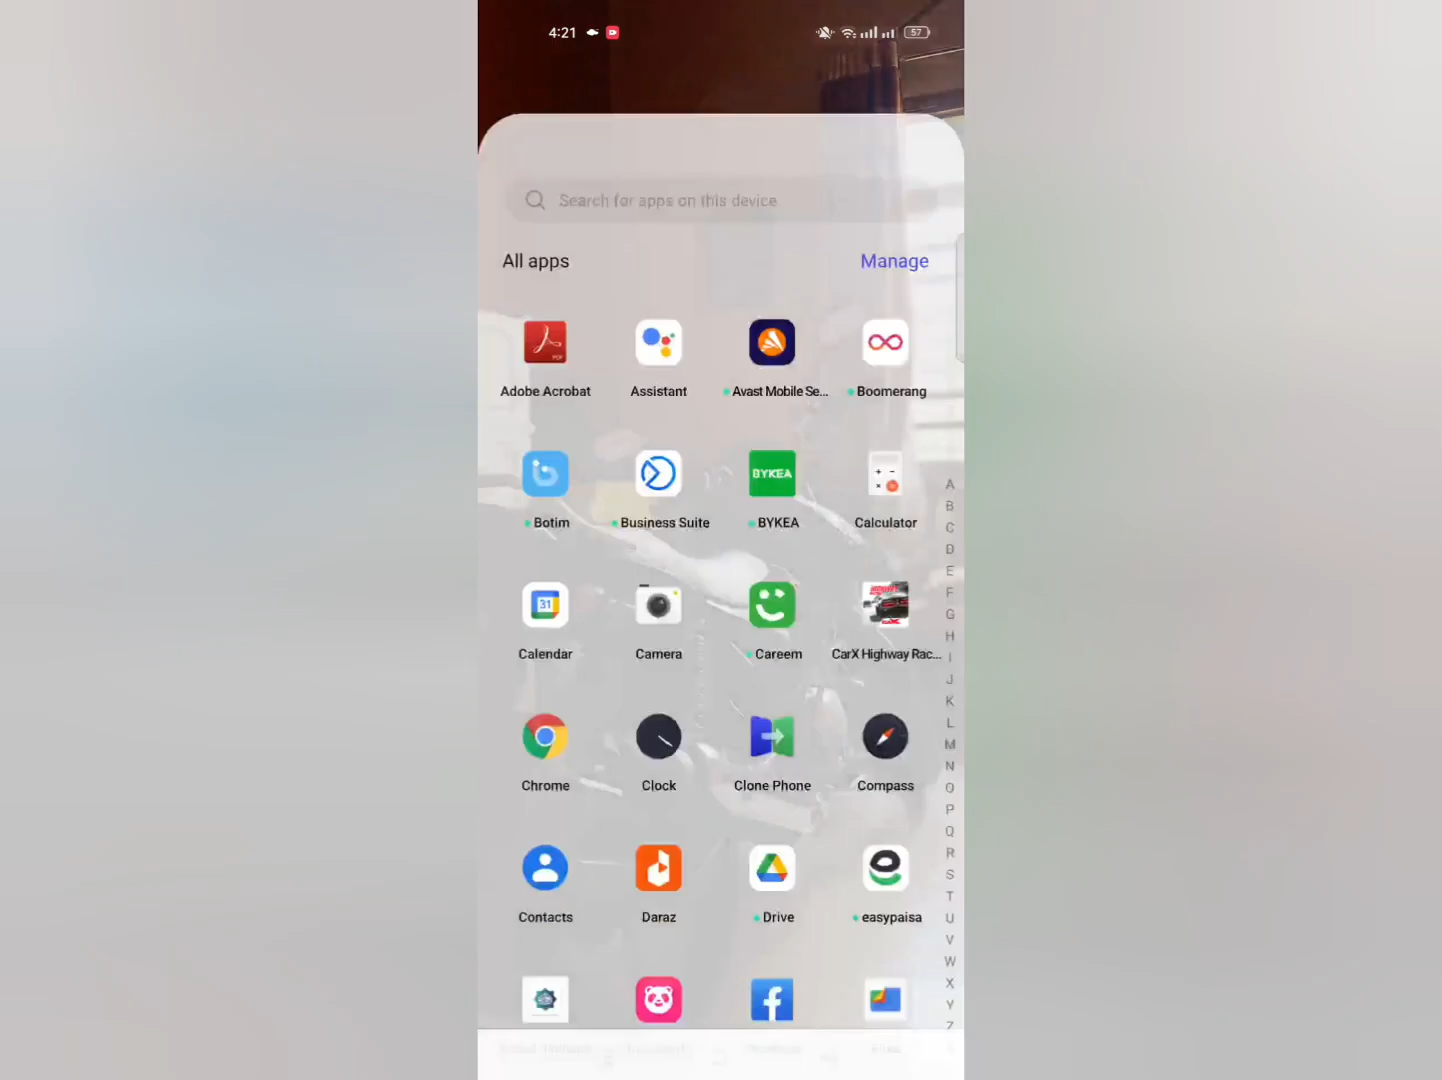 4:21
57
Search for apps on this device
All apps
Manage
PDF
Adobe Acrobat
Assistant
Avast Mobile Se...
Boomerang
BYKEA
Botim
Business Suite
BYKEA
Calculator
31
Calendar
Camera
Careem
CarX Highway Rac...
Chrome
Clock
Clone Phone
Compass
Contacts
Daraz
Drive
easypaisa
A
B
C
D
E
F
G
H
I
J
K
L
M
N
O
P
Q
R
S
T
U
V
W
X
Y
Z